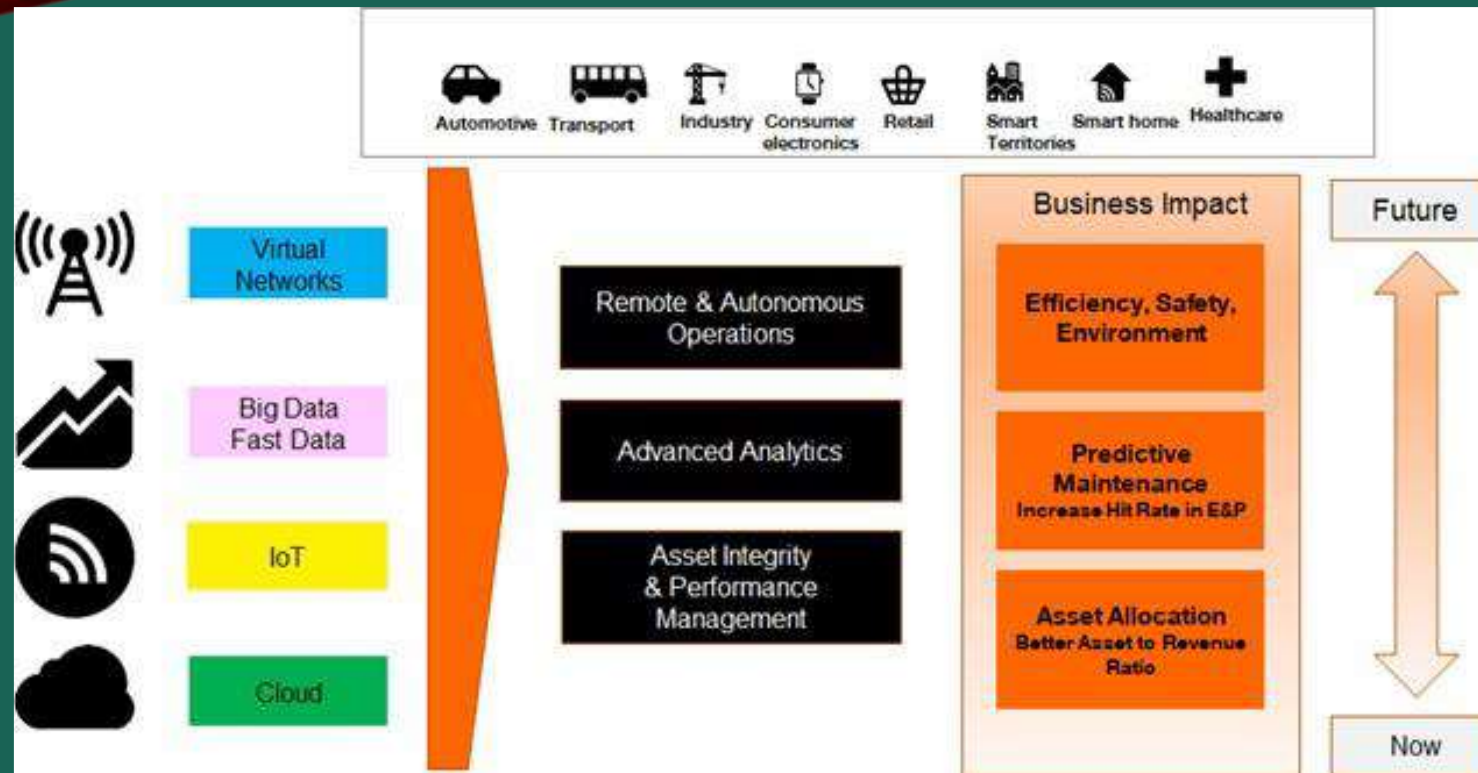 Automotive
Transport
Industry
Consumer
electronics
Retail
Smart
Territories
Smart home
Healthcare
Virtual
Networks
Big Data
Fast Data
IoT
Cloud
Remote & Autonomous
Operations
Advanced Analytics
Asset Integrity
& Performance
Management
Business Impact
Efficiency, Safety,
Environment
Predictive
Maintenance
Increase Hit Rate in E&P
Asset Allocation
Better Asset to Revenue
Ratio
Future
Now